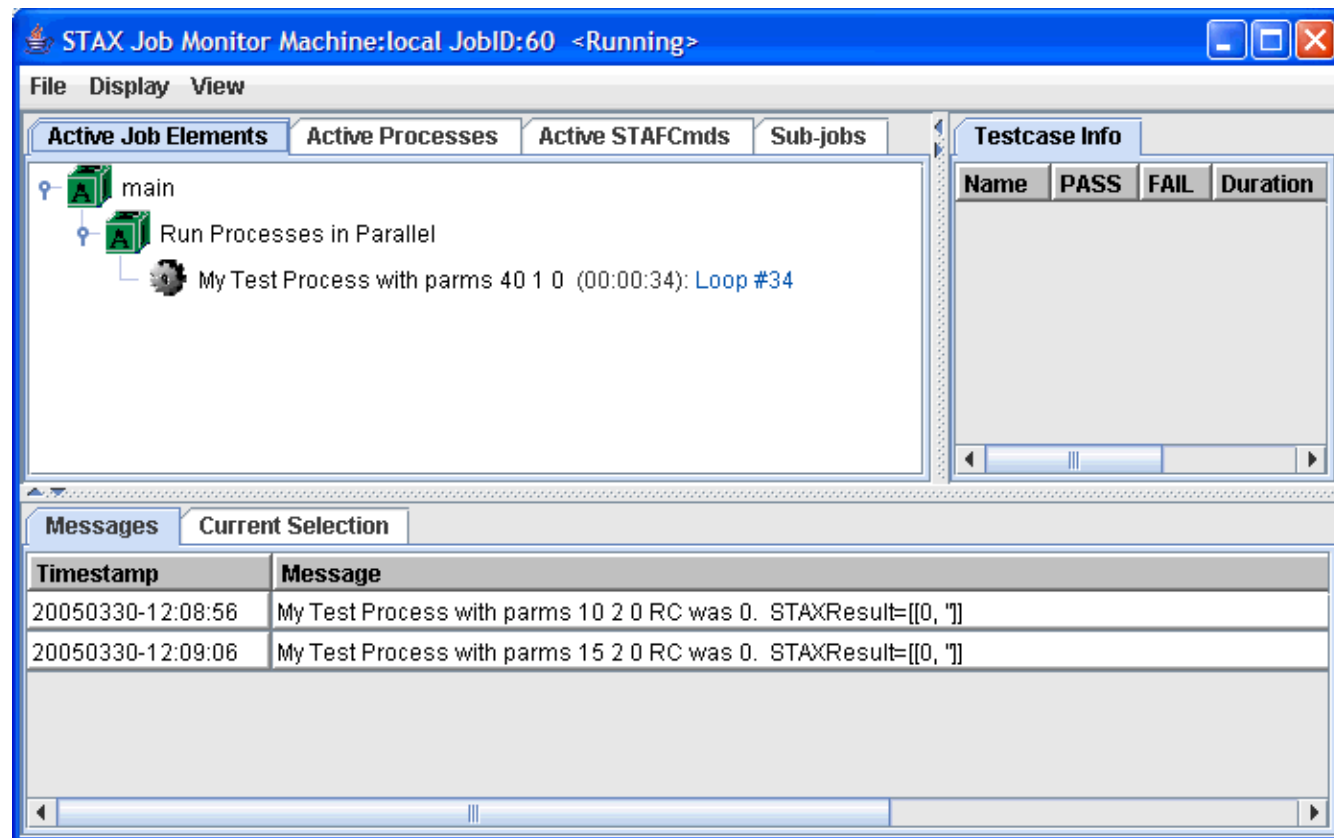 STAX Job Monitor Machine:local JobID:60 <Running>
File Display View
Active Job Elements Active Processes Active STAFCmds Sub-jobs Testcase Info
Name PASS FAIL Duration
A main
A Run Processes in Parallel
My Test Process with parms 40 1 0 (00:00:34): Loop #34
Messages Current Selection
Timestamp Message
20050330-12:08:56 My Test Process with parms 10 2 0 RC was 0. STAXResult=[[0, '']]
20050330-12:09:06 My Test Process with parms 15 2 0 RC was 0. STAXResult=[[0, '']]